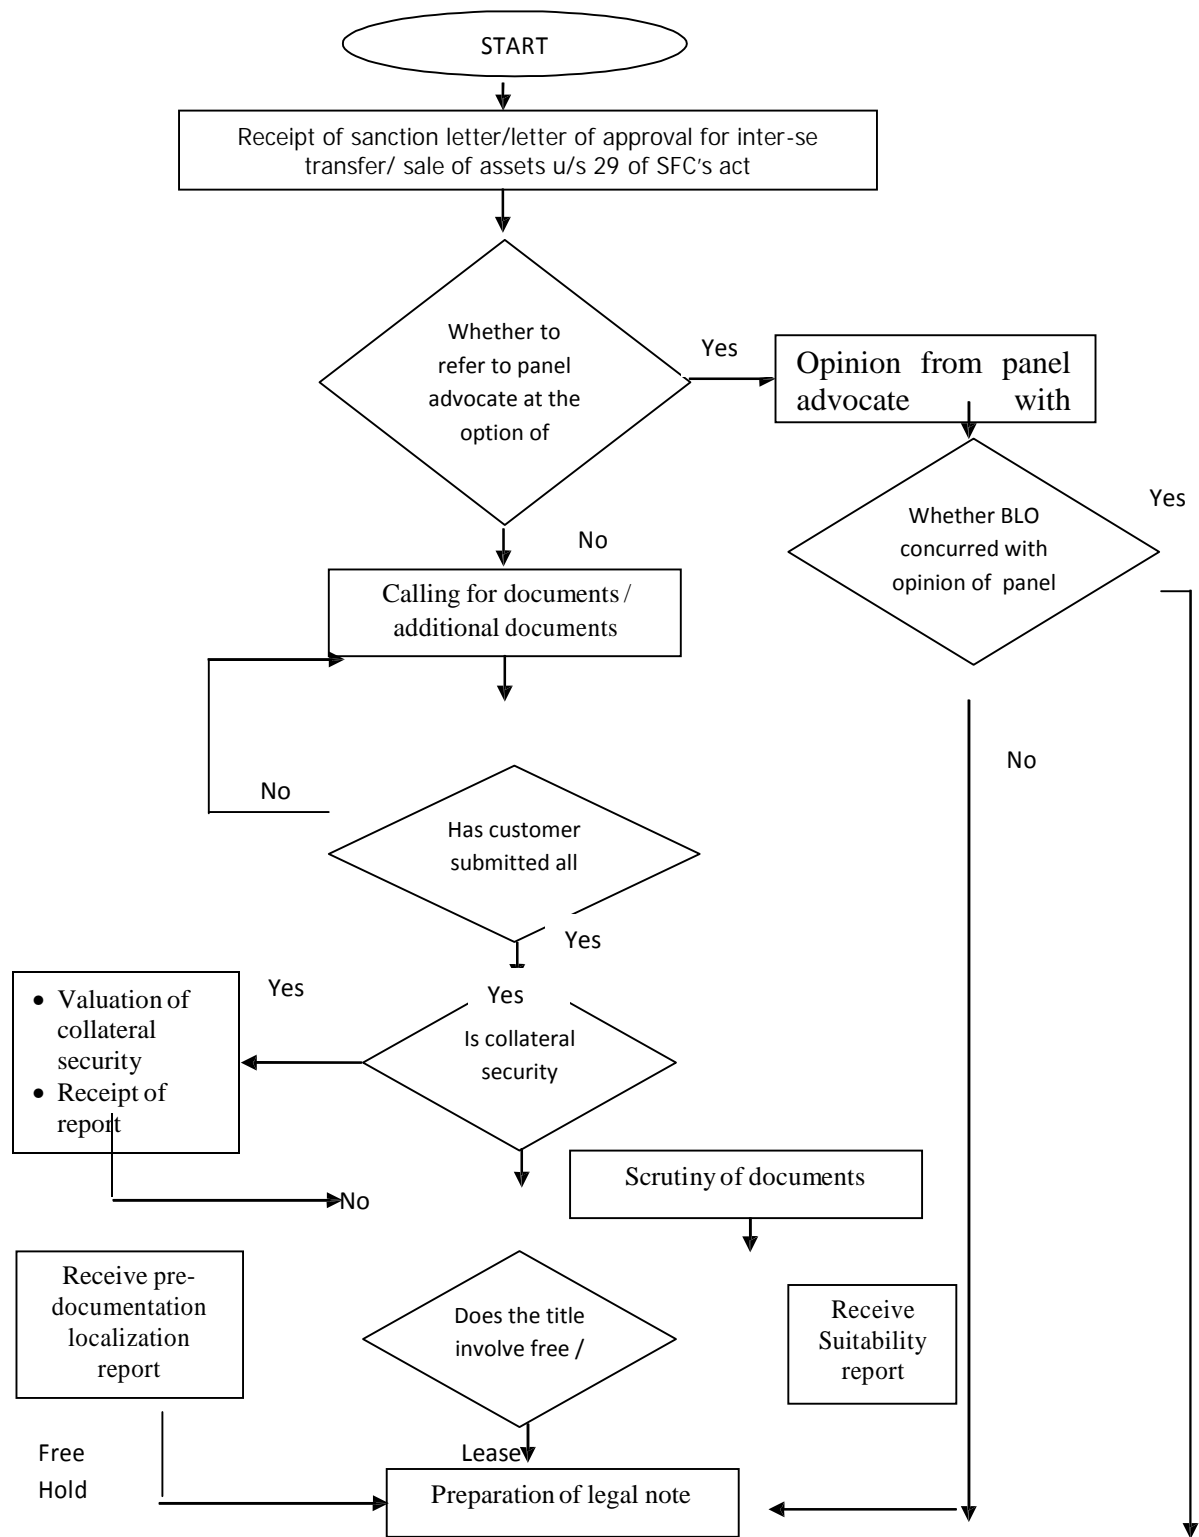 START
Receipt of sanction letter/letter of approval for inter-se
transfer/ sale of assets u/s 29 of SFC's act
Whether to
refer to panel
advocate at the
option of
Yes
Opinion from panel
advocate with
Whether BLO
concurred with
opinion of panel
Yes
No
Calling for documents /
additional documents
No
No
Has customer
submitted all
Yes
• Valuation of
collateral
security
• Receipt of
report
Yes
Yes
Is collateral
security
Scrutiny of documents
No
Receive pre-
documentation
localization
report
Does the title
involve free /
Receive
Suitability
report
Free
Hold
Lease
Preparation of legal note